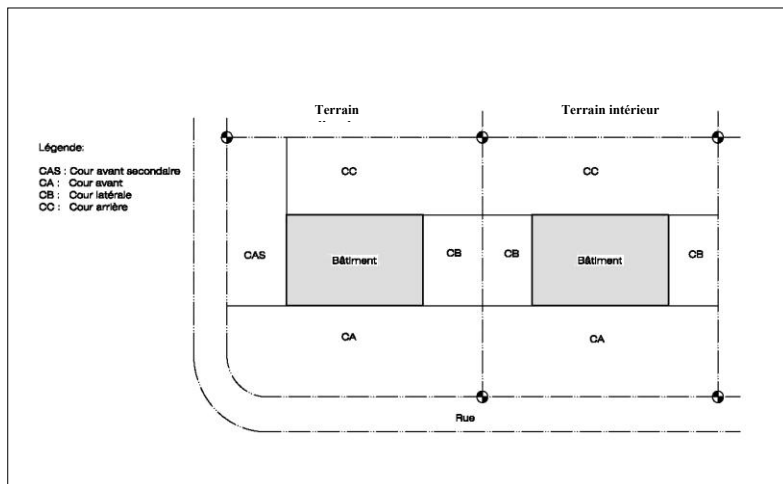 Terrain
Terrain intérieur
Légende:
CAS : Cour avant secondaire
CA : Cour avant
CB : Cour latérale
CC : Cour arrière
CC
CC
CAS
Bâtiment
CB
CB
Bâtiment
CB
CA
CA
Rue